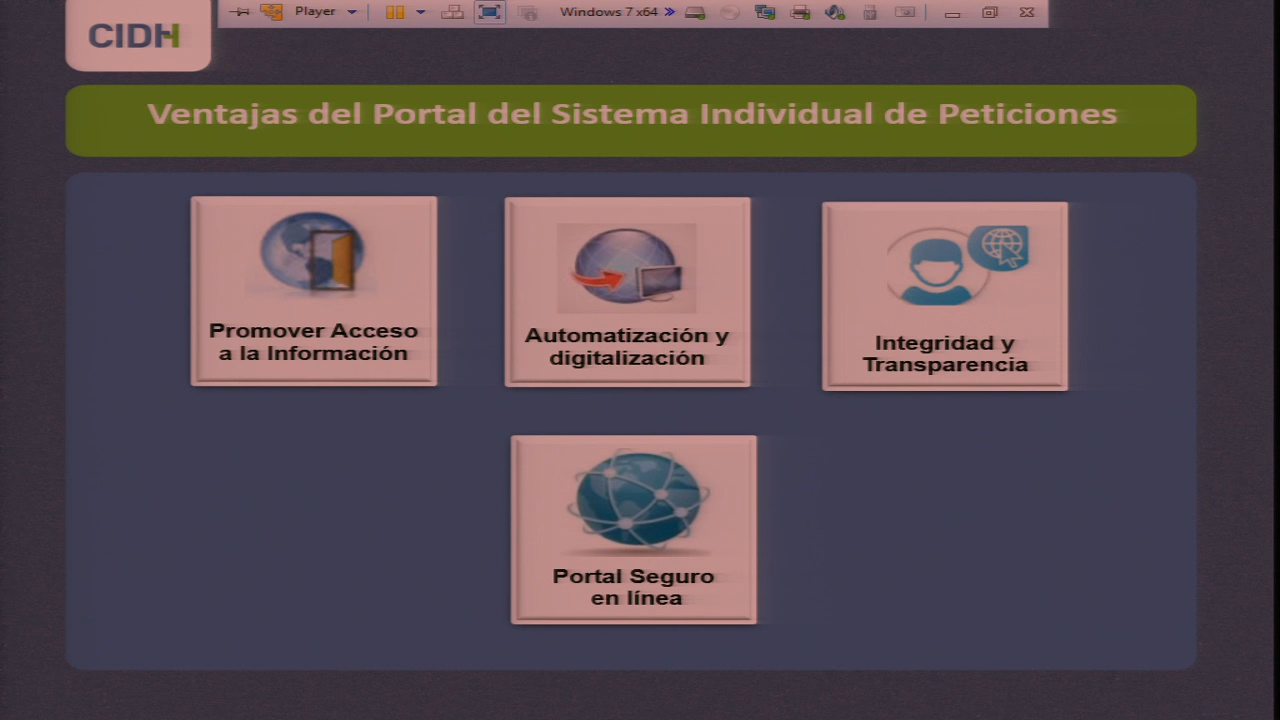 CIDH
Player
Windows 7 x64
Ventajas del Portal del Sistema Individual de Peticiones
Promover Acceso
a la Información
Automatización y
digitalización
Integridad y
Transparencia
Portal Seguro
en línea